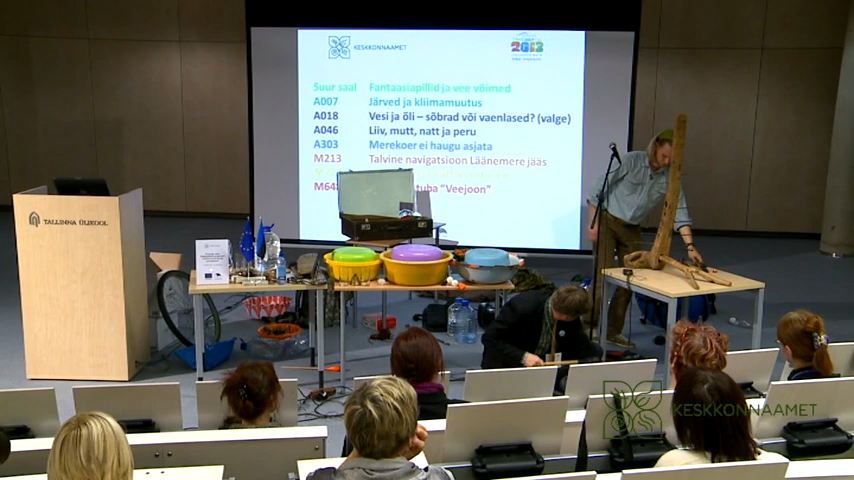 KESKKONNAAMET
2013
Suur saal Fantaasiapillid ja vee võimed
A007 Järved ja kliimamuutus
A018 Vesi ja õli – sõbrad või vaenlased? (valge)
A046 Liiv, mutt, natt ja peru
A303 Merekoer ei haugu asjata
M213 Talvine navigatsioon Läänemere jääs
tuba "Veejoon"
TALLINNA ÜLIKOOL
KESKKONNAAMET